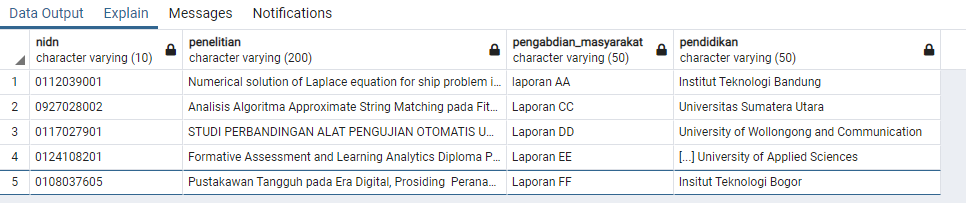 Data Output Explain Messages Notifications
nidn penelitian pengabdian_masyarakat pendidikan
character varying (10) character varying (200) character varying (50) character varying (50)
1 0112039001 Numerical solution of Laplace equation for ship problem i... laporan AA Institut Teknologi Bandung
2 0927028002 Analisis Algoritma Approximate String Matching pada Fit... Laporan CC Universitas Sumatera Utara
3 0117027901 STUDI PERBANDINGAN ALAT PENGUJIAN OTOMATIS U... Laporan DD University of Wollongong and Communication
4 0124108201 Formative Assessment and Learning Analytics Diploma P... Laporan EE [...] University of Applied Sciences
5 0108037605 Pustakawan Tangguh pada Era Digital, Prosiding Perana... Laporan FF Insitut Teknologi Bogor